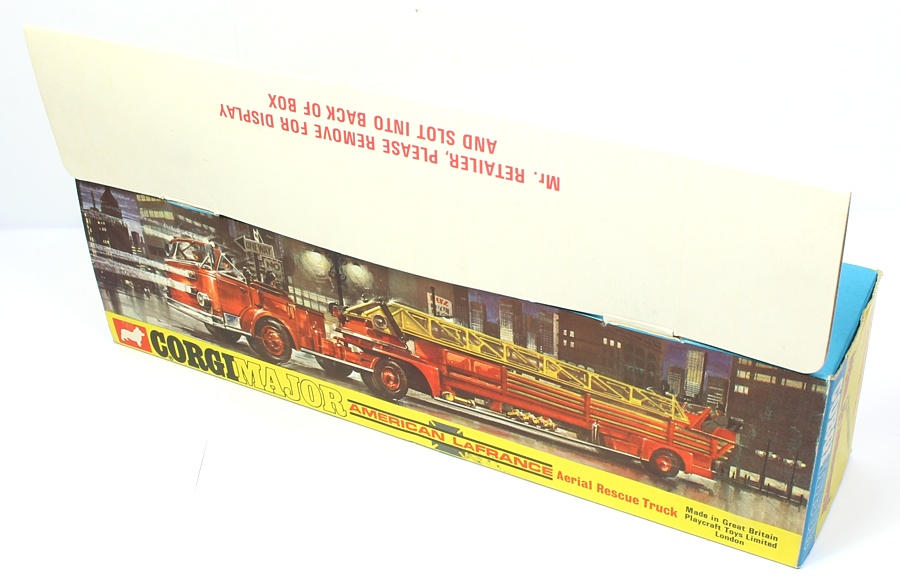 Mr. RETAILER, PLEASE REMOVE FOR DISPLAY
AND SLOT INTO BACK OF BOX
CORGI MAJOR
AMERICAN LAFRANCE
Aerial Rescue Truck
Made in Great Britain
Playcraft Toys Limited
London